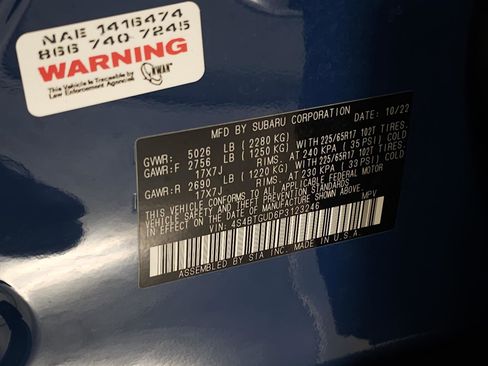 NAE 1416474
866 740 7245
WARNING
This Vehicle is Traceable by
Law Enforcement Agencies
NWAN
MFD BY SUBARU CORPORATION DATE: 10/22
GVWR: 5026 LB (2280 KG)
GAWR:F 2756 LB (1250 KG) WITH 225/65R17 102T TIRES.
17X7J RIMS. AT 240 KPA (35 PSI) COLD
GAWR:R 2690 LB (1220 KG) WITH 225/65R17 102T TIRES.
17X7J RIMS. AT 230 KPA (33 PSI) COLD
THIS VEHICLE CONFORMS TO ALL APPLICABLE FEDERAL MOTOR
VEHICLE SAFETY STANDARDS IN EFFECT
ON THE DATE OF MANUFACTURE SHOWN ABOVE.
VIN: 4S4BTGUD6P3123246 MPV
ASSEMBLED BY SIA INC. MADE IN U.S.A.